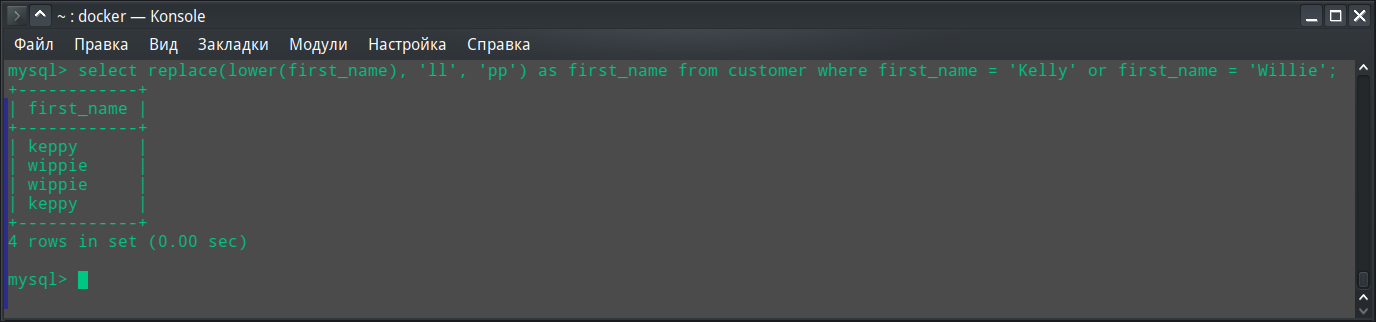 ~ : docker — Konsole
Файл Правка Вид Закладки Модули Настройка Справка
mysql> select replace(lower(first_name), 'll', 'pp') as first_name from customer where first_name = 'Kelly' or first_name = 'Willie';
+------------+
| first_name |
+------------+
| keppy      |
| wippie     |
| wippie     |
| keppy      |
+------------+
4 rows in set (0.00 sec)
mysql>